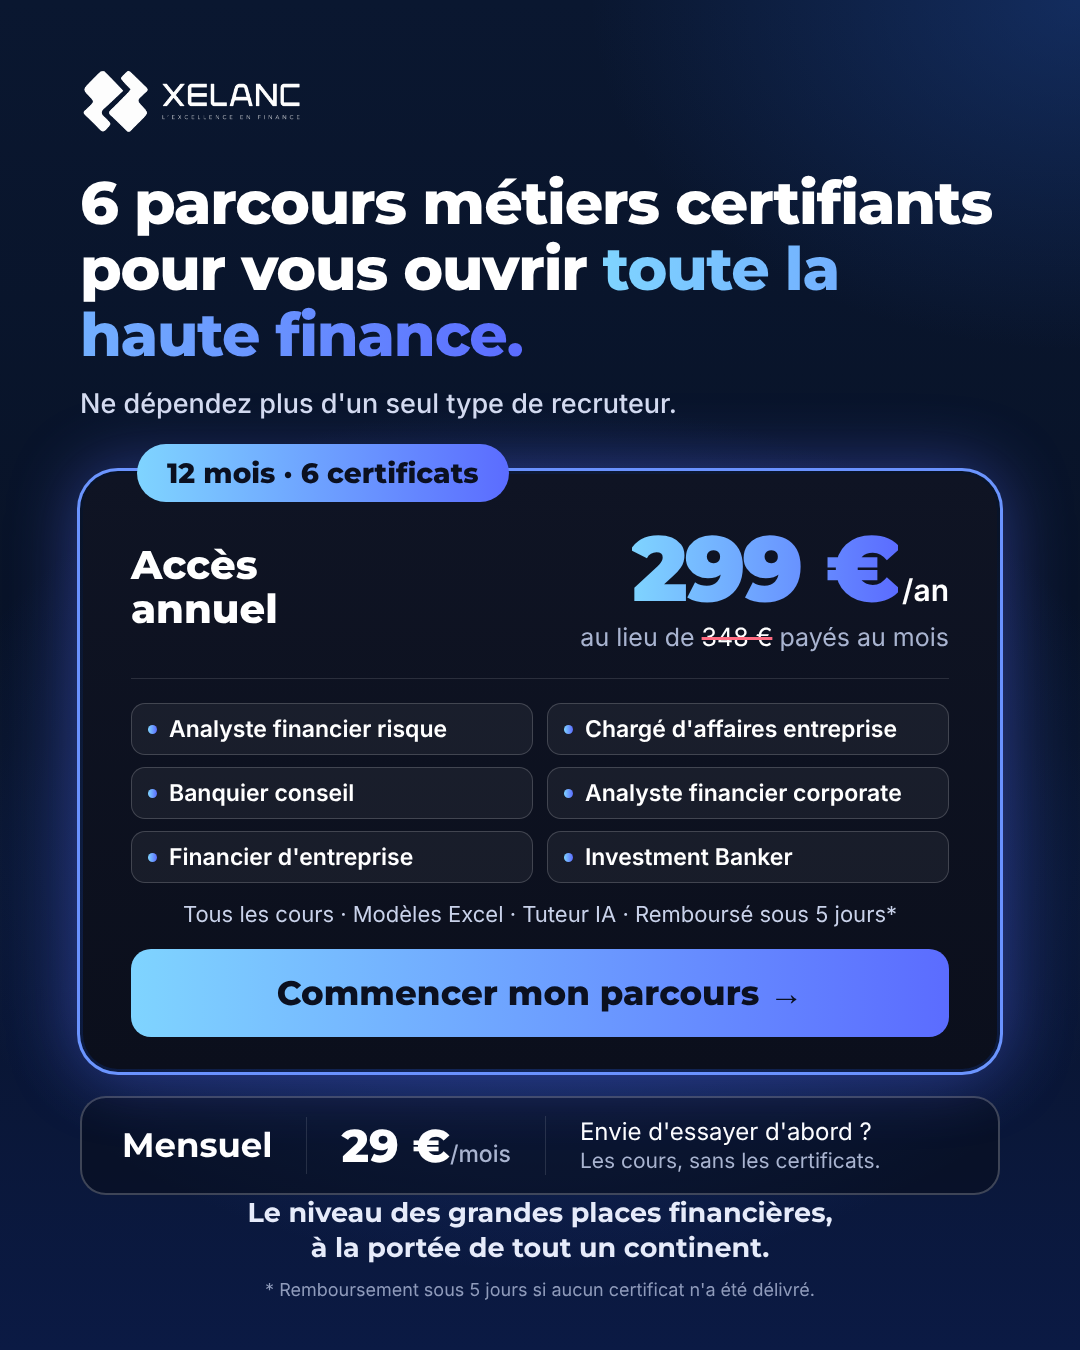 XELANC
L'EXCELLENCE EN FINANCE
6 parcours métiers certifiants
pour vous ouvrir toute la
haute finance.
Ne dépendez plus d'un seul type de recruteur.
12 mois · 6 certificats
Accès
annuel
299 €/an
au lieu de 348 € payés au mois
Analyste financier risque
Chargé d'affaires entreprise
Banquier conseil
Analyste financier corporate
Financier d'entreprise
Investment Banker
Tous les cours · Modèles Excel · Tuteur IA · Remboursé sous 5 jours*
Commencer mon parcours →
Mensuel
29 €/mois
Envie d'essayer d'abord ?
Les cours, sans les certificats.
Le niveau des grandes places financières,
à la portée de tout un continent.
* Remboursement sous 5 jours si aucun certificat n'a été délivré.